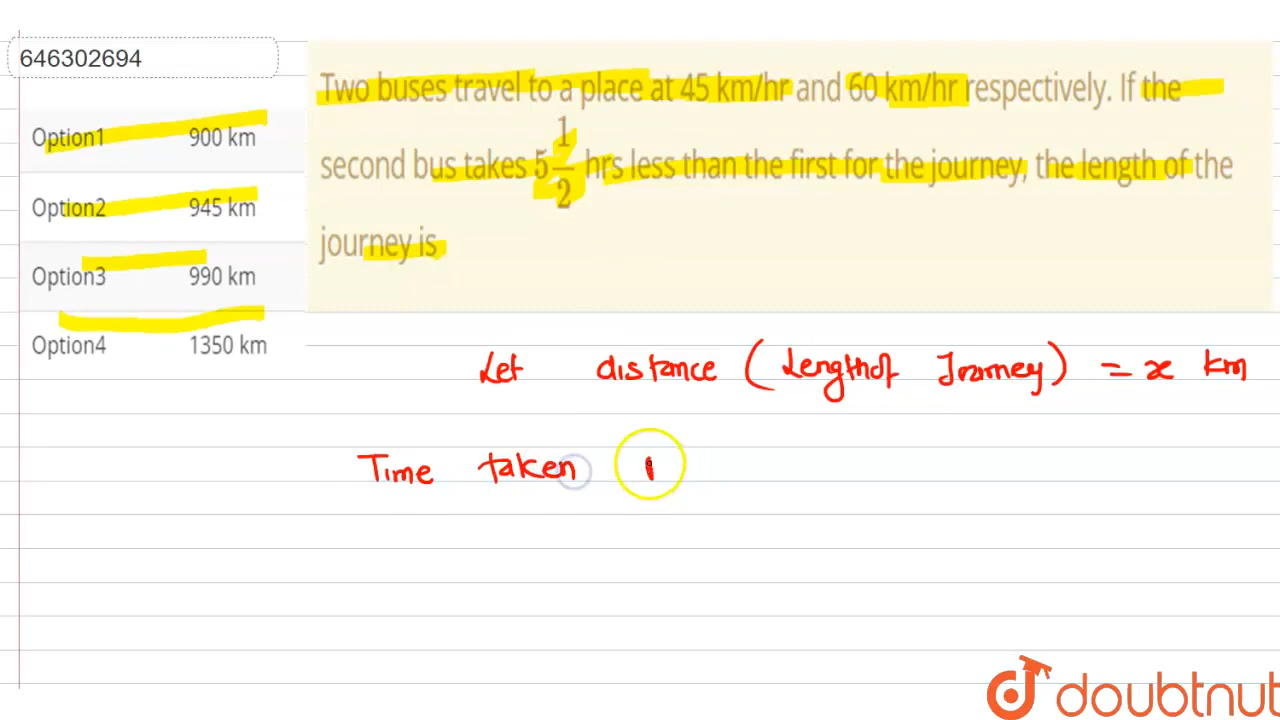 646302694
Two buses travel to a place at 45 km/hr and 60 km/hr respectively. If the
second bus takes 5 1/2 hrs less than the first for the journey, the length of the
journey is
Option1 900 km
Option2 945 km
Option3 990 km
Option4 1350 km
Let distance (Length of Journey) = x km
Time taken
doubtnut